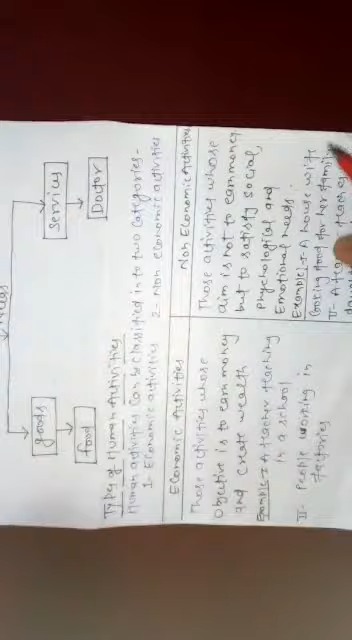 Needs
goods
Services
food
Doctor
Types of Human Activities
Human activities can be classified in to two categories-
1- Economic activities 2- Non economic activities
Economic Activities
Those activities whose
objective is to earn money
and create wealth
Example- I- A teacher teaching
in a school
II- People working in
factories
Non Economic Activities
Those activities whose
aim is not to earn money
but to satisfy social,
Phychological and
Emotional needs.
Example- I- A house wife
Cooking food for her family
II- A